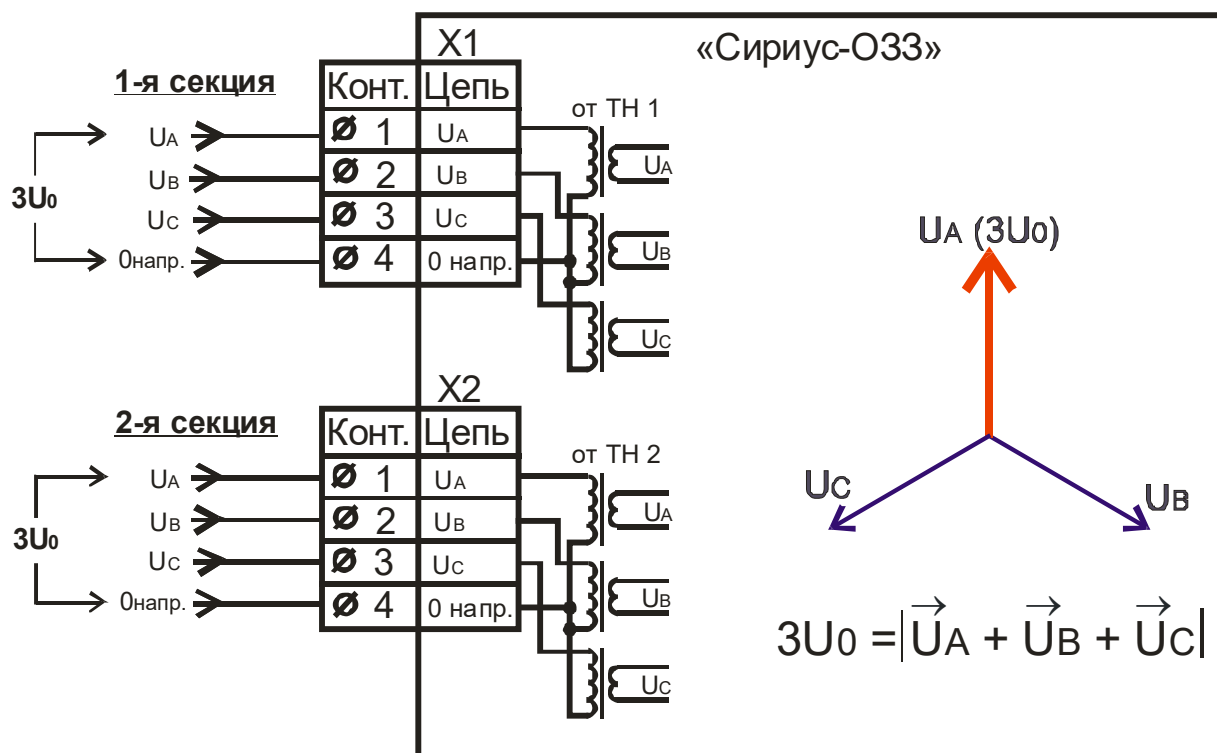 «Сириус-ОЗЗ»
1-я секция
X1
Конт. Цепь
от ТН 1
3U0
UA
1 UA
UA
UB
2 UB
UB
UC
3 UC
UC
0напр.
4 0 напр.
2-я секция
X2
Конт. Цепь
от ТН 2
3U0
UA
1 UA
UA
UB
2 UB
UB
UC
3 UC
UC
0напр.
4 0 напр.
UA (3U0)
UC
UB
3U0 =|UA + UB + UC|